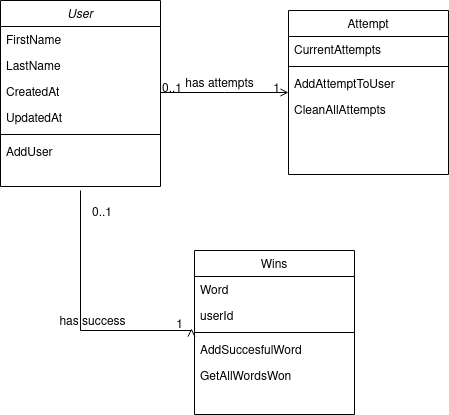 User
FirstName
LastName
CreatedAt
UpdatedAt
AddUser
0..1
has attempts
1
Attempt
CurrentAttempts
AddAttemptToUser
CleanAllAttempts
0..1
has success
1
Wins
Word
userId
AddSuccesfulWord
GetAllWordsWon